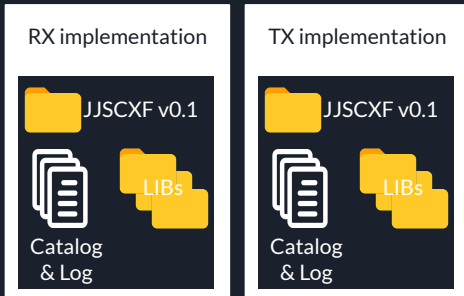 RX implementation
JJSCXF v0.1
LIBs
Catalog
& Log
TX implementation
JJSCXF v0.1
LIBs
Catalog
& Log